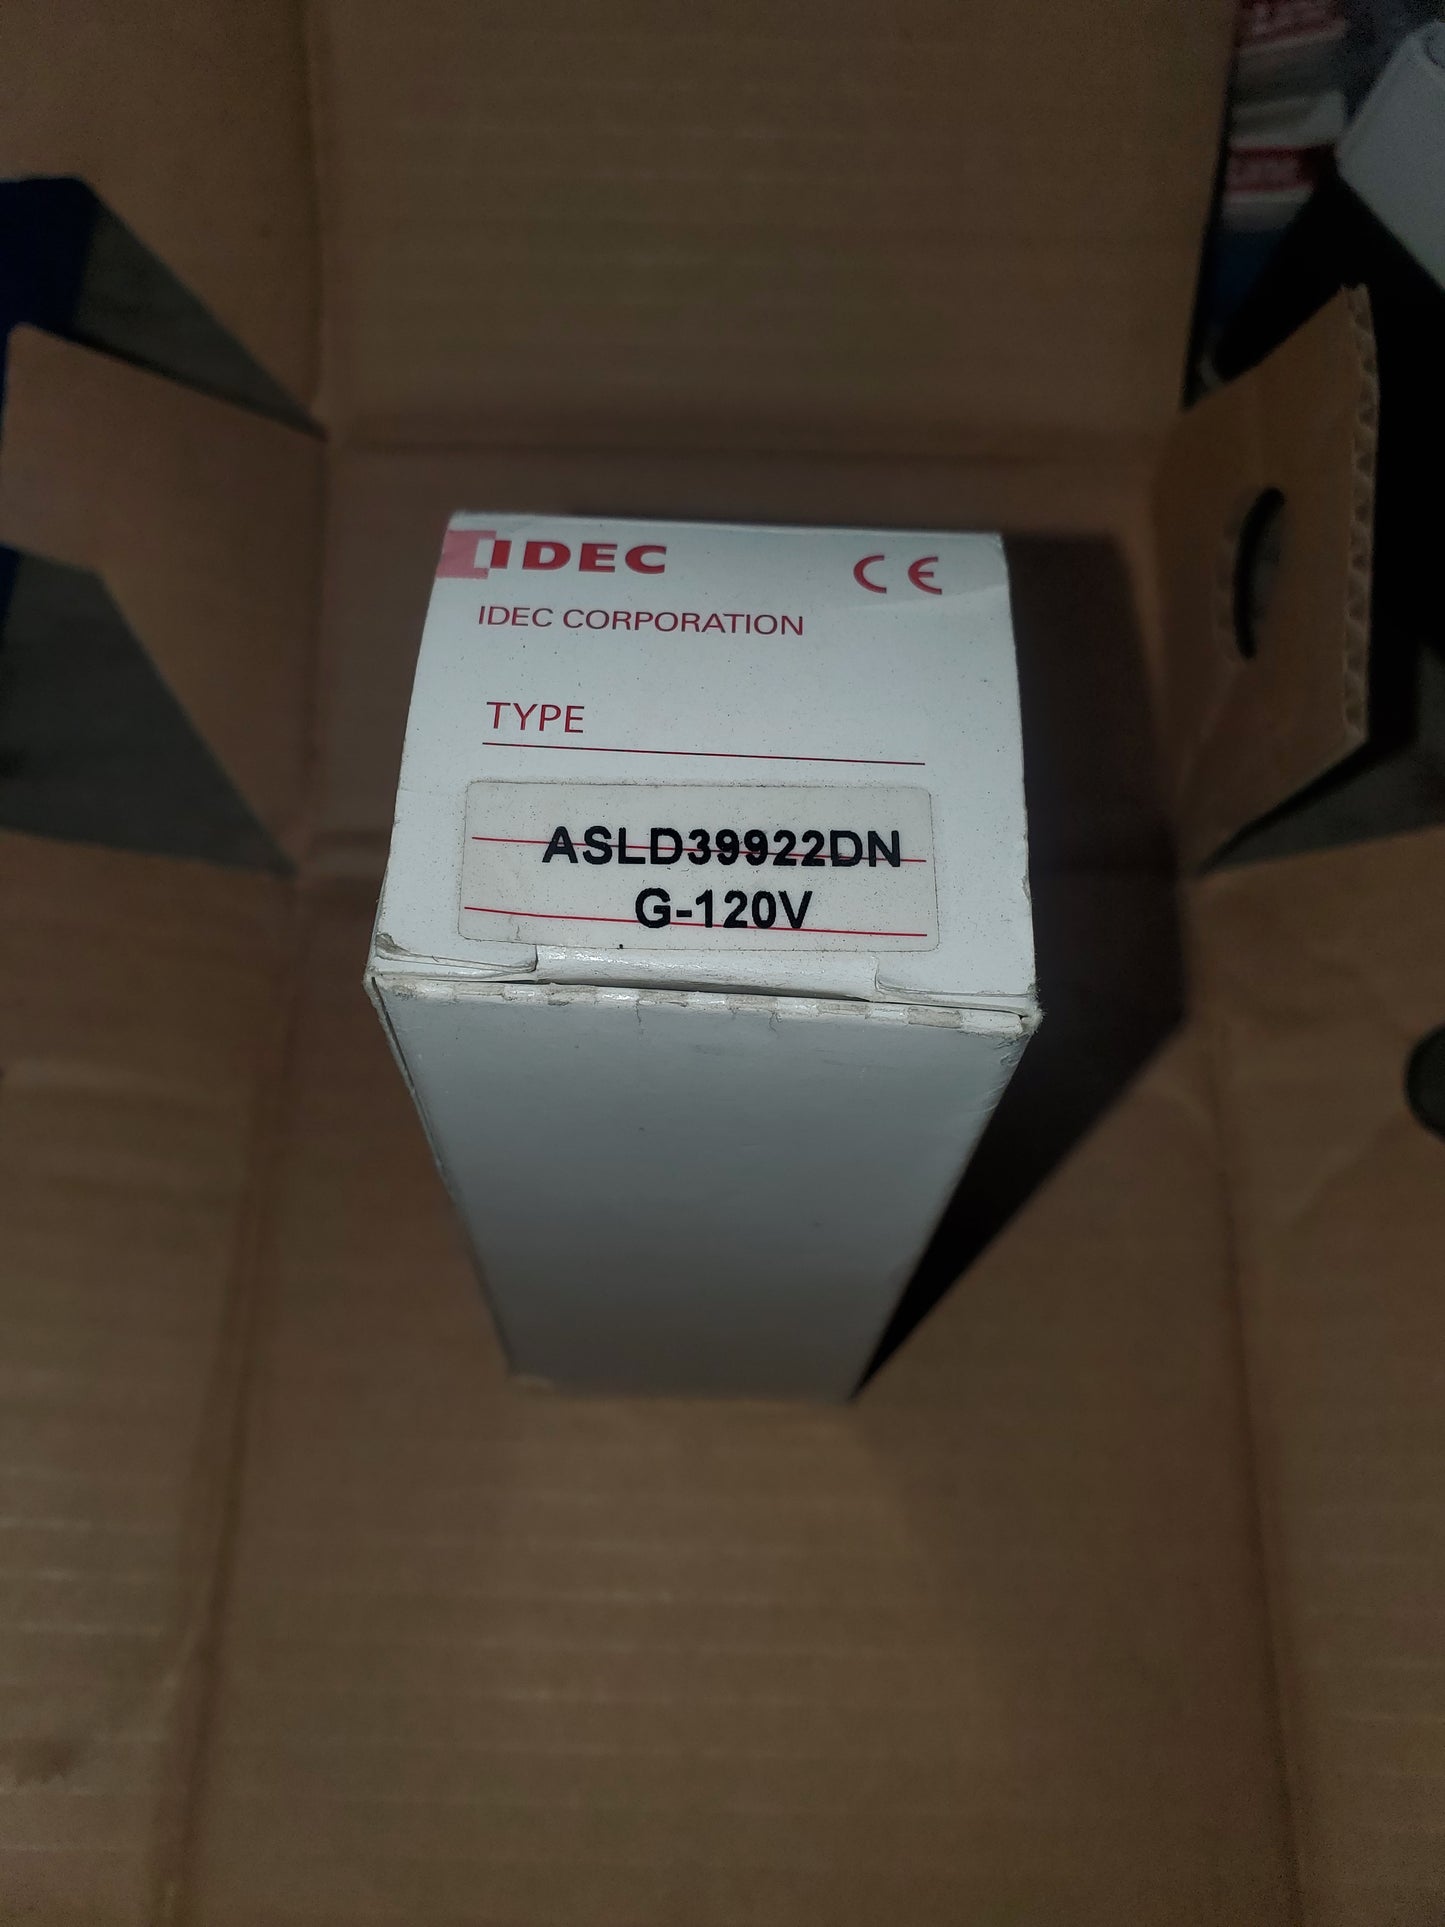 IDEC
CE
IDEC CORPORATION
TYPE
ASLD39922DN
G-120V